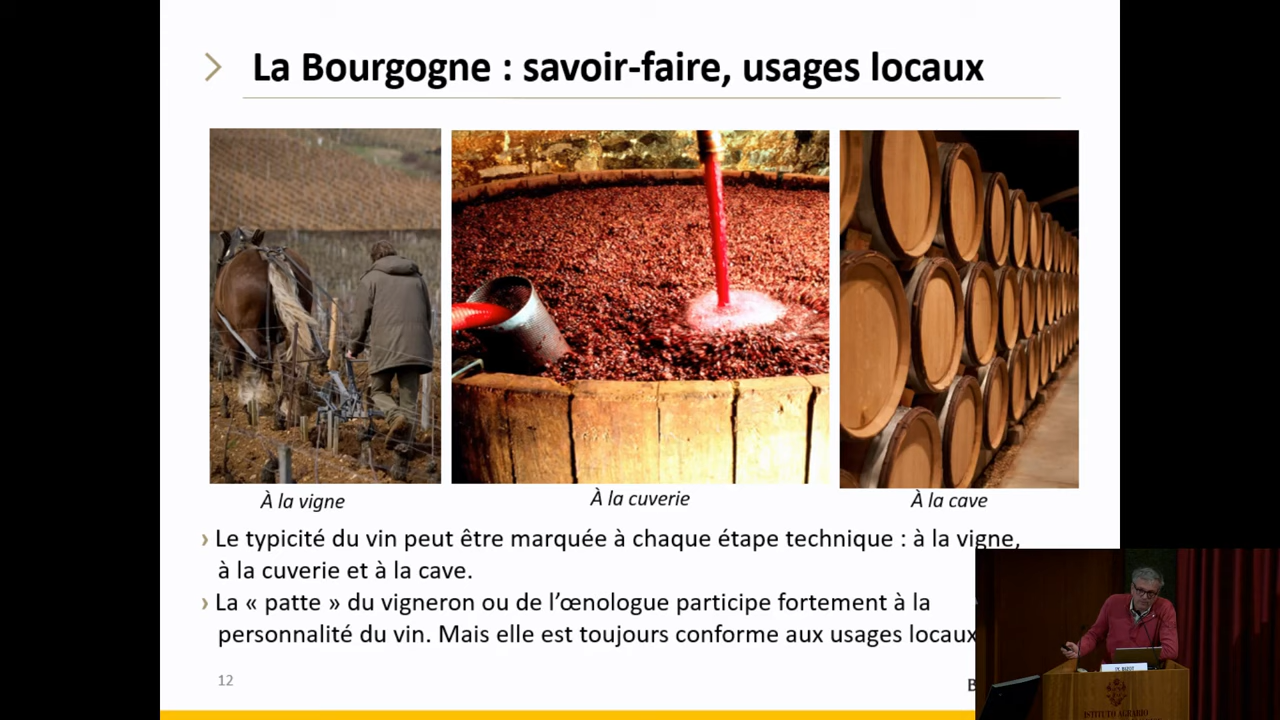 La Bourgogne : savoir-faire, usages locaux
À la vigne
À la cuverie
À la cave
› Le typicité du vin peut être marquée à chaque étape technique : à la vigne,
à la cuverie et à la cave.
› La « patte » du vigneron ou de l’œnologue participe fortement à la
personnalité du vin. Mais elle est toujours conforme aux usages locaux
12
B
ISTITUTO AGRARIO